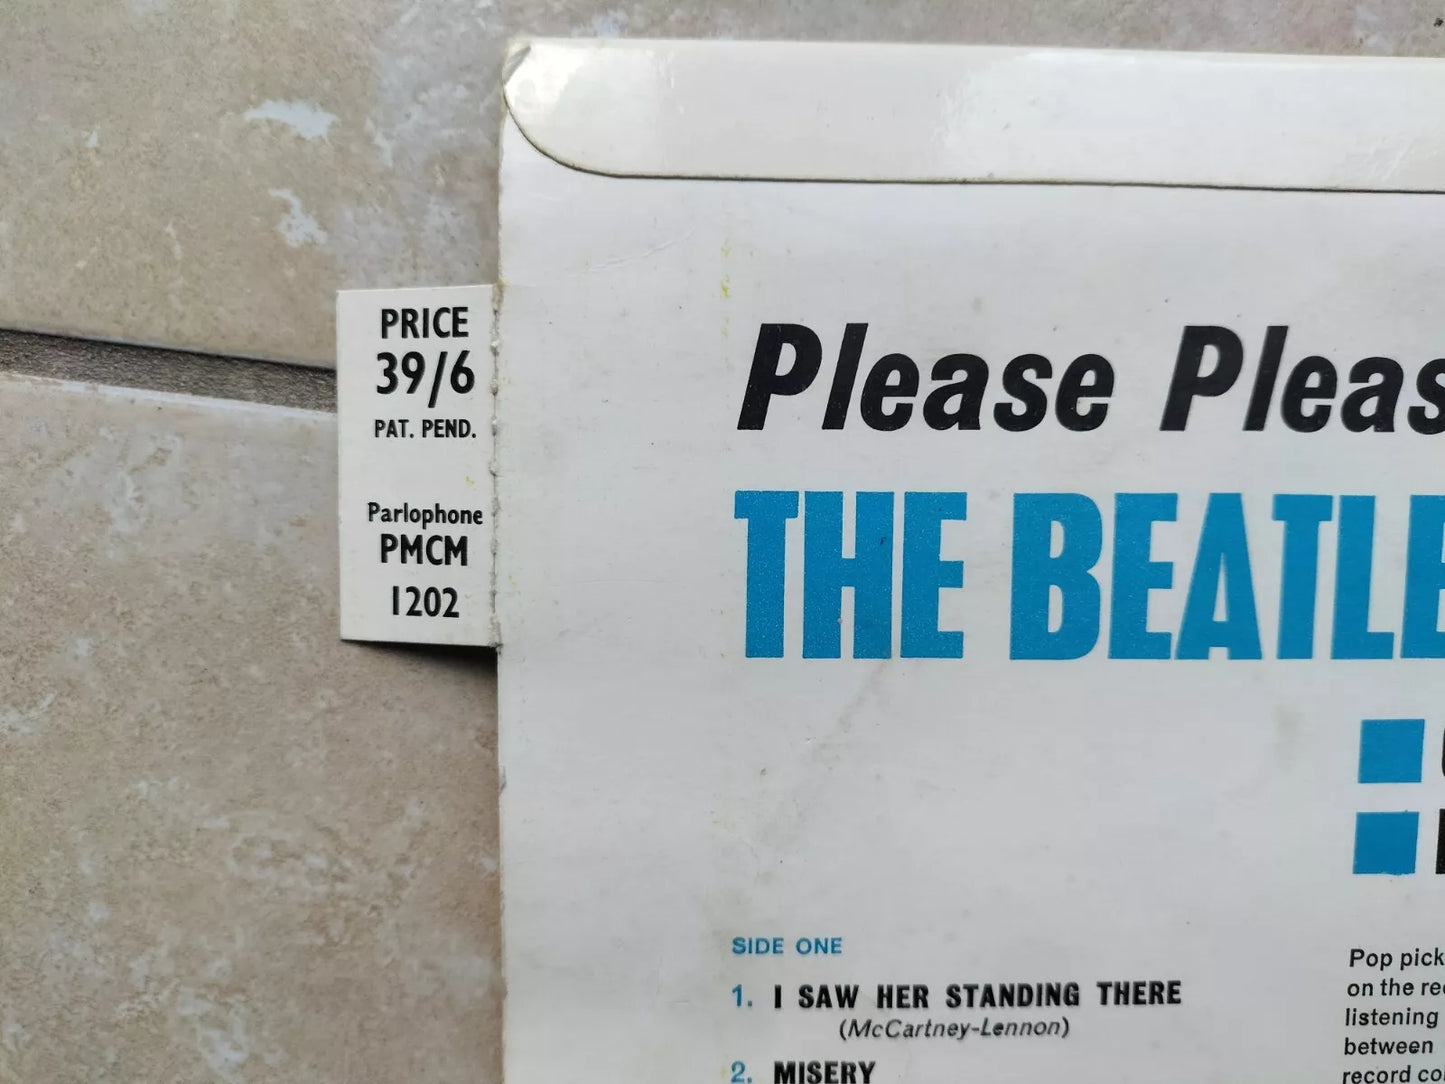 PRICE
39/6
PAT. PEND.
Parlophone
PMCM
1202
Please Pleas
THE BEATLE
SIDE ONE
1. I SAW HER STANDING THERE
(McCartney-Lennon)
2. MISERY
Pop pick
on the rec
listening
between
record co